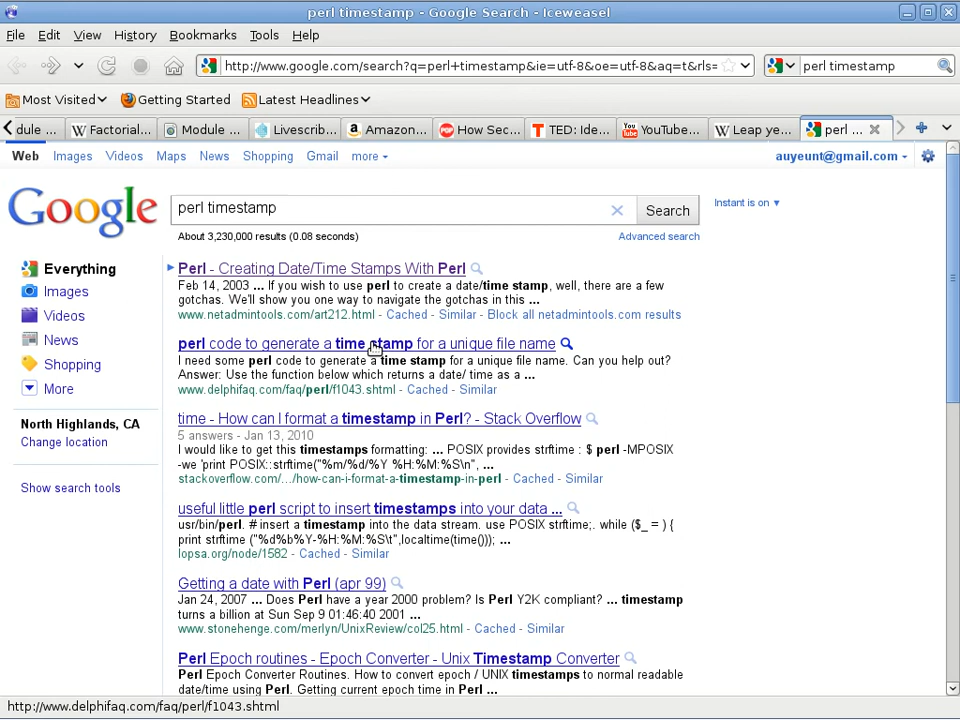 perl timestamp - Google Search - Iceweasel
File Edit View History Bookmarks Tools Help
http://www.google.com/search?q=perl+timestamp&ie=utf-8&oe=utf-8&aq=t&rls=
perl timestamp
Most Visited Getting Started Latest Headlines
dule ... Factorial... Module ... Livescrib... Amazon... How Sec... TED: Ide... YouTube... Leap ye... perl ...
Web Images Videos Maps News Shopping Gmail more auyeunt@gmail.com
Google
perl timestamp
Search
Instant is on ▼
About 3,230,000 results (0.08 seconds)
Advanced search
Everything
Images
Videos
News
Shopping
More
North Highlands, CA
Change location
Show search tools
Perl - Creating Date/Time Stamps With Perl
Feb 14, 2003 ... If you wish to use perl to create a date/time stamp, well, there are a few
gotchas. We'll show you one way to navigate the gotchas in this ...
www.netadmintools.com/art212.html - Cached - Similar - Block all netadmintools.com results
perl code to generate a time stamp for a unique file name
I need some perl code to generate a time stamp for a unique file name. Can you help out?
Answer: Use the function below which returns a date/ time as a ...
www.delphifaq.com/faq/perl/f1043.shtml - Cached - Similar
time - How can I format a timestamp in Perl? - Stack Overflow
5 answers - Jan 13, 2010
I would like to get this timestamps formatting: ... POSIX provides strftime : $ perl -MPOSIX
-we 'print POSIX::strftime("%m/%d/%Y %H:%M:%S\n", ...
stackoverflow.com/.../how-can-i-format-a-timestamp-in-perl - Cached - Similar
useful little perl script to insert timestamps into your data ...
usr/bin/perl. # insert a timestamp into the data stream. use POSIX strftime;. while ($_ = ) {
print strftime ("%d%b%Y-%H:%M:%S\t",localtime(time())); ...
lopsa.org/node/1582 - Cached - Similar
Getting a date with Perl (apr 99)
Jan 24, 2007 ... Does Perl have a year 2000 problem? Is Perl Y2K compliant? ... timestamp
turns a billion at Sun Sep 9 01:46:40 2001 ...
www.stonehenge.com/merlyn/UnixReview/col25.html - Cached - Similar
Perl Epoch routines - Epoch Converter - Unix Timestamp Converter
Perl Epoch Converter Routines. How to convert epoch / UNIX timestamps to normal readable
date/time using Perl. Getting current epoch time in Perl ...
http://www.delphifaq.com/faq/perl/f1043.shtml